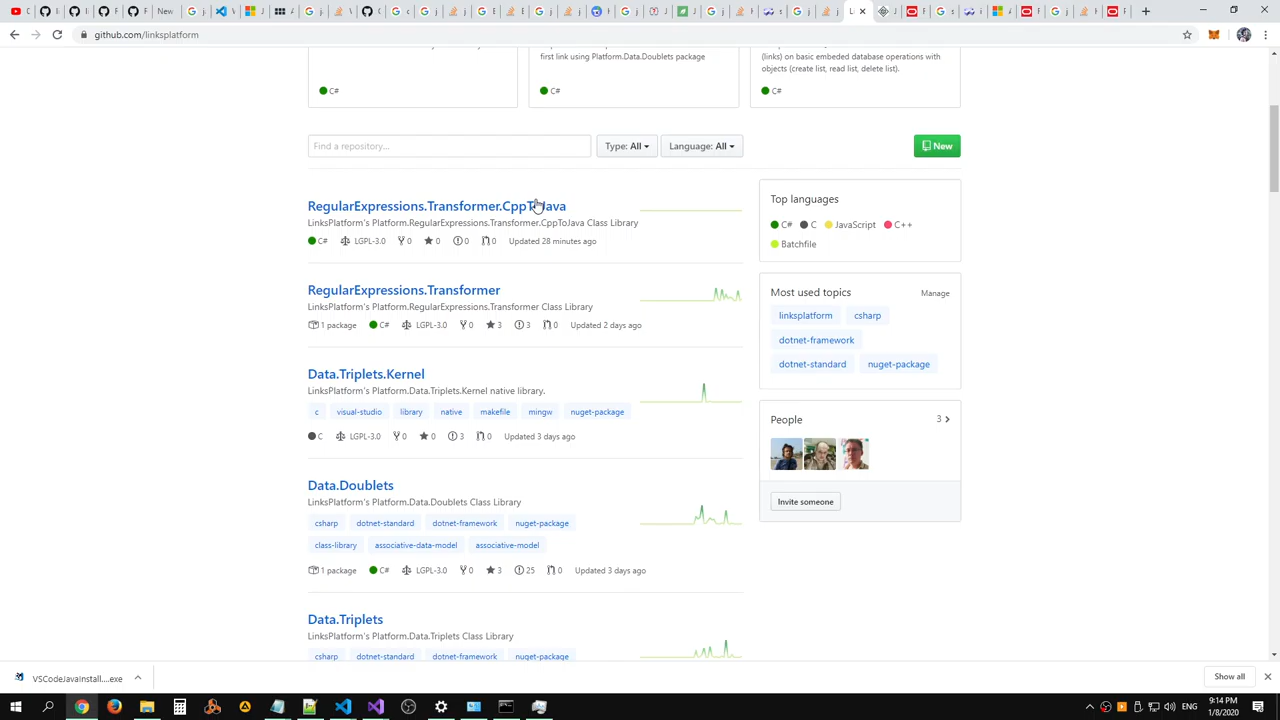 New
L
github.com/linksplatform
first link using Platform.Data.Doublets package
(links) on basic embeded database operations with
objects (create list, read list, delete list).
C#
C#
C#
Find a repository...
Type: All
Language: All
New
RegularExpressions.Transformer.CppToJava
LinksPlatform's Platform.RegularExpressions.Transformer.CppToJava Class Library
C# LGPL-3.0 0 0 0 0 Updated 28 minutes ago
RegularExpressions.Transformer
LinksPlatform's Platform.RegularExpressions.Transformer Class Library
1 package C# LGPL-3.0 0 3 3 0 Updated 2 days ago
Data.Triplets.Kernel
LinksPlatform's Platform.Data.Triplets.Kernel native library.
c visual-studio library native makefile mingw nuget-package
C LGPL-3.0 0 0 3 0 Updated 3 days ago
Data.Doublets
LinksPlatform's Platform.Data.Doublets Class Library
csharp dotnet-standard dotnet-framework nuget-package
class-library associative-data-model associative-model
1 package C# LGPL-3.0 0 3 25 0 Updated 3 days ago
Data.Triplets
LinksPlatform's Platform.Data.Triplets Class Library
csharp dotnet-standard dotnet-framework nuget-package
Top languages
C# C JavaScript C++
Batchfile
Most used topics Manage
linksplatform csharp
dotnet-framework
dotnet-standard nuget-package
People 3
Invite someone
VSCodeJavaInstall....exe
Show all
ENG
9:14 PM
1/8/2020